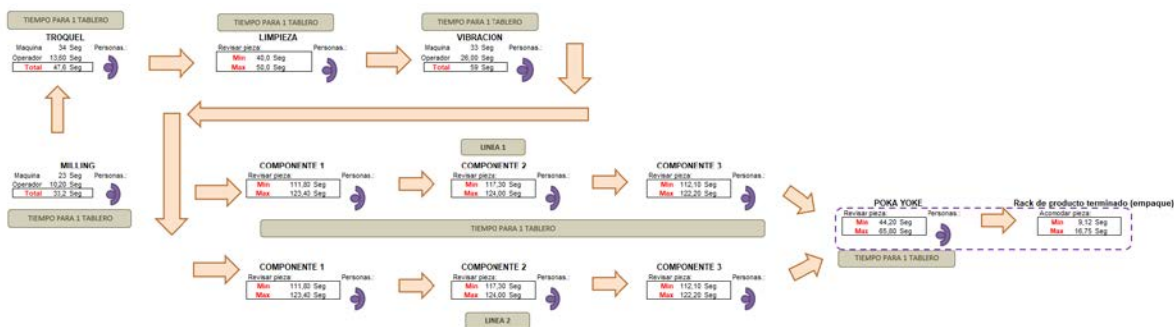 TIEMPO PARA 1 TABLERO
TROQUEL
Maquina 34 Seg Personas.:
Operador 13,60 Seg
Total 47,6 Seg
TIEMPO PARA 1 TABLERO
LIMPIEZA
Revisar pieza: Personas.:
Min 40,0 Seg
Max 50,0 Seg
TIEMPO PARA 1 TABLERO
VIBRACION
Maquina 33 Seg Personas.:
Operador 26,00 Seg
Total 59 Seg
MILLING
Maquina 23 Seg Personas.:
Operador 10,20 Seg
Total 33,2 Seg
TIEMPO PARA 1 TABLERO
LINEA 1
COMPONENTE 1
Revisar pieza: Personas.:
Min 111,80 Seg
Max 123,40 Seg
COMPONENTE 2
Revisar pieza: Personas.:
Min 117,30 Seg
Max 124,00 Seg
COMPONENTE 3
Revisar pieza: Personas.:
Min 112,10 Seg
Max 122,20 Seg
TIEMPO PARA 1 TABLERO
COMPONENTE 1
Revisar pieza: Personas.:
Min 111,80 Seg
Max 123,40 Seg
COMPONENTE 2
Revisar pieza: Personas.:
Min 117,30 Seg
Max 124,00 Seg
COMPONENTE 3
Revisar pieza: Personas.:
Min 112,10 Seg
Max 122,20 Seg
LINEA 2
POKA YOKE
Revisar pieza: Personas.:
Min 44,20 Seg
Max 65,60 Seg
TIEMPO PARA 1 TABLERO
Rack de producto terminado (empaque)
Acomodar pieza:
Min 9,12 Seg
Max 16,75 Seg